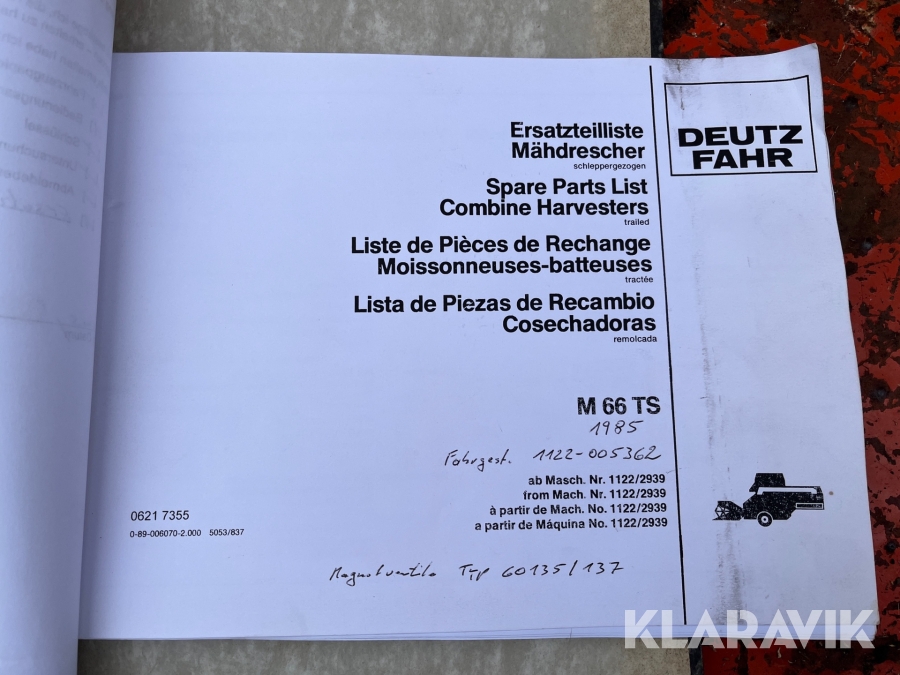 DEUTZ
FAHR
Ersatzteilliste
Mähdrescher
schleppergezogen
Spare Parts List
Combine Harvesters
trailed
Liste de Pièces de Rechange
Moissonneuses-batteuses
tractée
Lista de Piezas de Recambio
Cosechadoras
remolcada
M 66 TS
1985
Fahrgest. 1122-005362
ab Masch. Nr. 1122/2939
from Mach. Nr. 1122/2939
à partir de Mach. No. 1122/2939
a partir de Máquina No. 1122/2939
0621 7355
0-89-006070-2.000 5053/837
Magnetventile Typ 60135/137
KLARAVIK